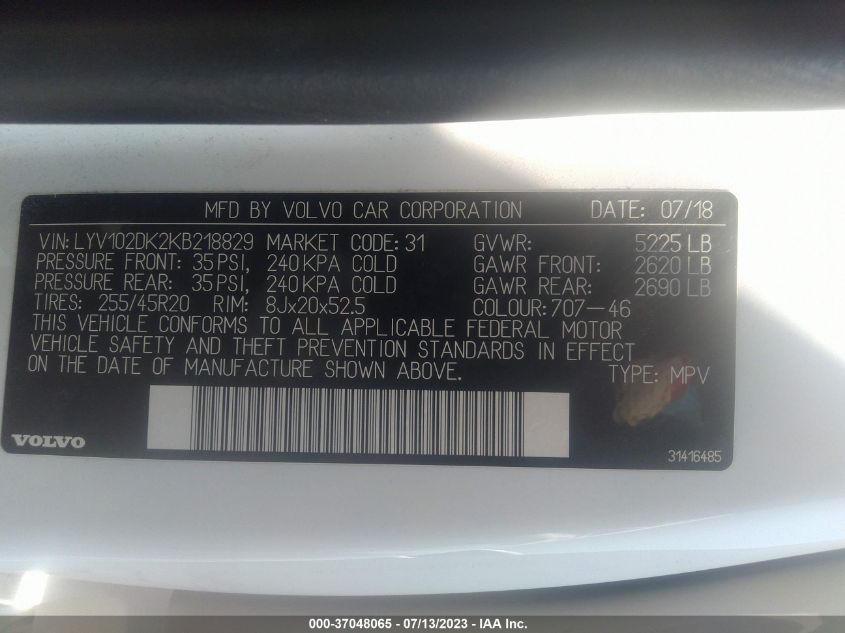 MFD BY VOLVO CAR CORPORATION DATE: 07/18
VIN: LYV102DK2KB218829 MARKET CODE: 31 GVWR: 5225 LB
PRESSURE FRONT: 35 PSI, 240 KPA COLD GAWR FRONT: 2620 LB
PRESSURE REAR: 35 PSI, 240 KPA COLD GAWR REAR: 2690 LB
TIRES: 255/45R20 RIM: 8Jx20x52.5 COLOUR: 707-46
THIS VEHICLE CONFORMS TO ALL APPLICABLE FEDERAL MOTOR
VEHICLE SAFETY AND THEFT PREVENTION STANDARDS IN EFFECT
ON THE DATE OF MANUFACTURE SHOWN ABOVE. TYPE: MPV
VOLVO
31416485
000-37048065 - 07/13/2023 - IAA Inc.